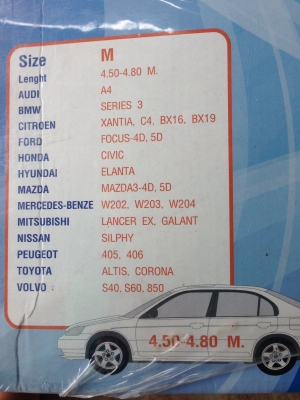 Size M
Lenght 4.50-4.80 M.
AUDI A4
BMW SERIES 3
CITROEN XANTIA, C4, BX16, BX19
FORD FOCUS-4D, 5D
HONDA CIVIC
HYUNDAI ELANTA
MAZDA MAZDA3-4D, 5D
MERCEDES-BENZE W202, W203, W204
MITSUBISHI LANCER EX, GALANT
NISSAN SILPHY
PEUGEOT 405, 406
TOYOTA ALTIS, CORONA
VOLVO S40, S60, 850
4.50-4.80 M.